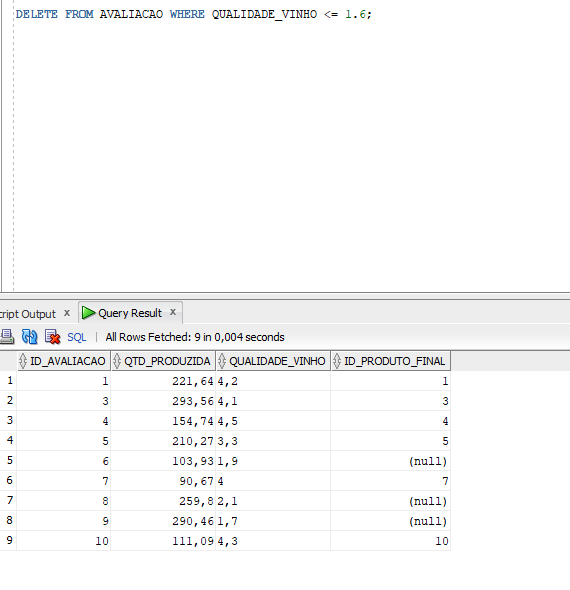 DELETE FROM AVALIACAO WHERE QUALIDADE_VINHO <= 1.6;
cript Output x Query Result x
SQL | All Rows Fetched: 9 in 0,004 seconds
ID_AVALIACAO QTD_PRODUZIDA QUALIDADE_VINHO ID_PRODUTO_FINAL
1 1 221,64 4,2 1
2 3 293,56 4,1 3
3 4 154,74 4,5 4
4 5 210,27 3,3 5
5 6 103,93 1,9 (null)
6 7 90,67 4 7
7 8 259,8 2,1 (null)
8 9 290,46 1,7 (null)
9 10 111,09 4,3 10